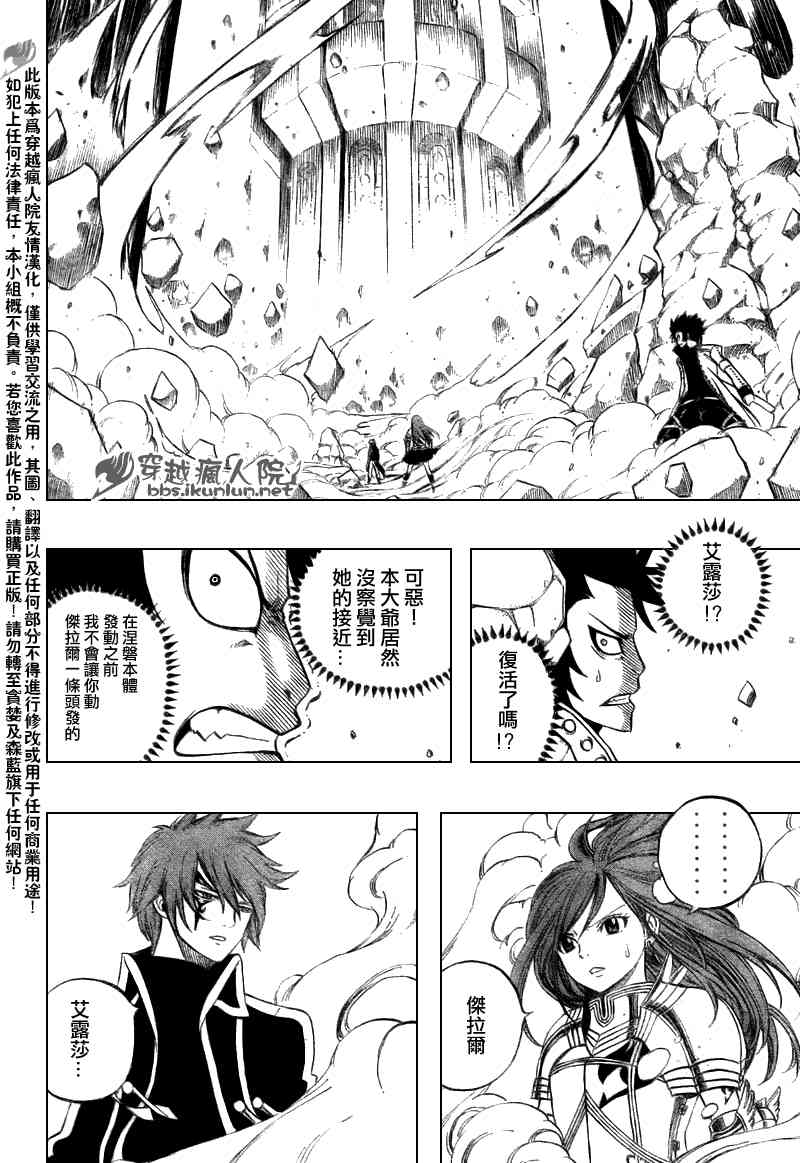 艾露莎!?
復活了嗎!?
可惡！
本大爺居然
沒察覺到
她的接近…
在涅磐本體
發動之前
我不會讓你動
傑拉爾一條頭發的
………
傑拉爾
艾露莎…
穿越瘋人院
bbs.ikunlun.net
此版本爲穿越瘋人院友情漢化，僅供學習交流之用，其圖、翻譯以及任何部分不得進行修改或用于任何商業用途！
如犯上任何法律責任，本小組概不負責。若您喜歡此作品，請購買正版！請勿轉至貪婪及森藍旗下任何網站！